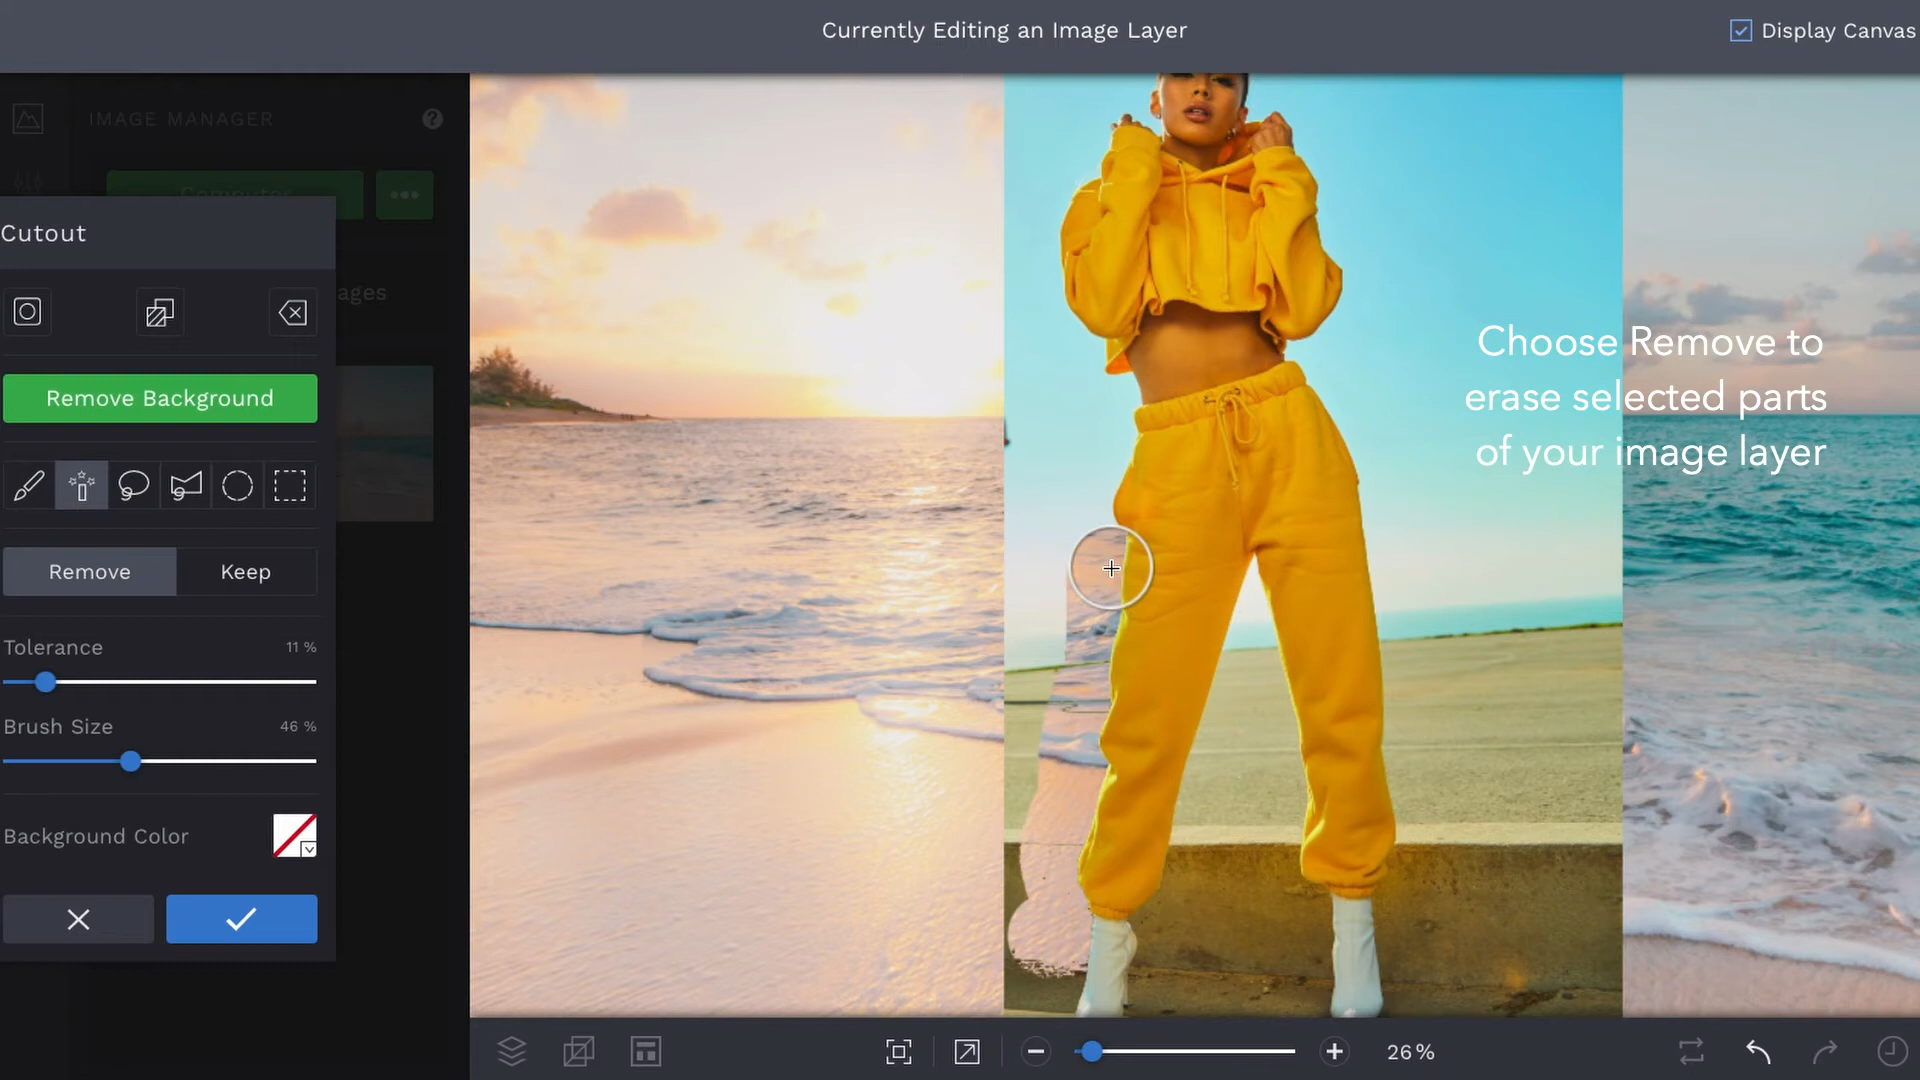 Currently Editing an Image Layer
Display Canvas
IMAGE MANAGER
Computer
Cutout
ages
Remove Background
Remove
Keep
Tolerance
11 %
Brush Size
46 %
Background Color
Choose Remove to
erase selected parts
of your image layer
26 %